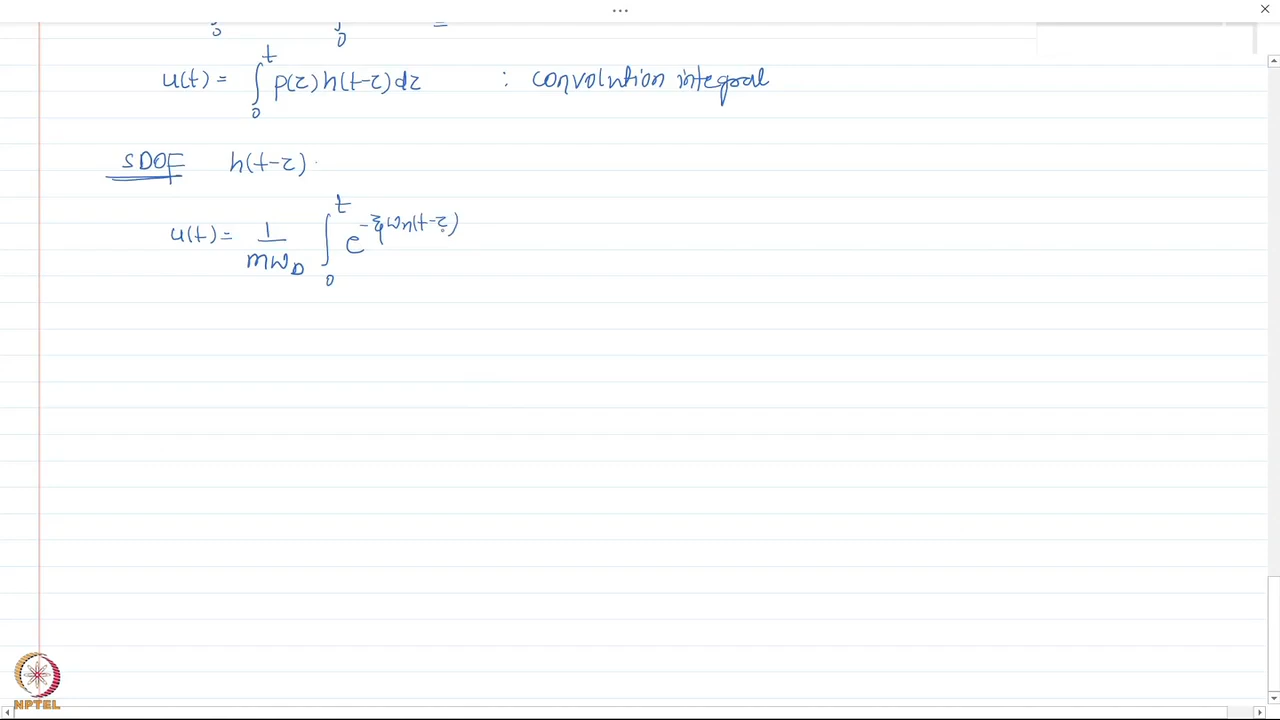 u(t) = ∫₀ᵗ p(τ)h(t-τ)dτ : convolution integral
SDOF h(t-τ)
u(t) = 1/(mω_D) ∫₀ᵗ e^(-ξωn(t-τ))
NPTEL